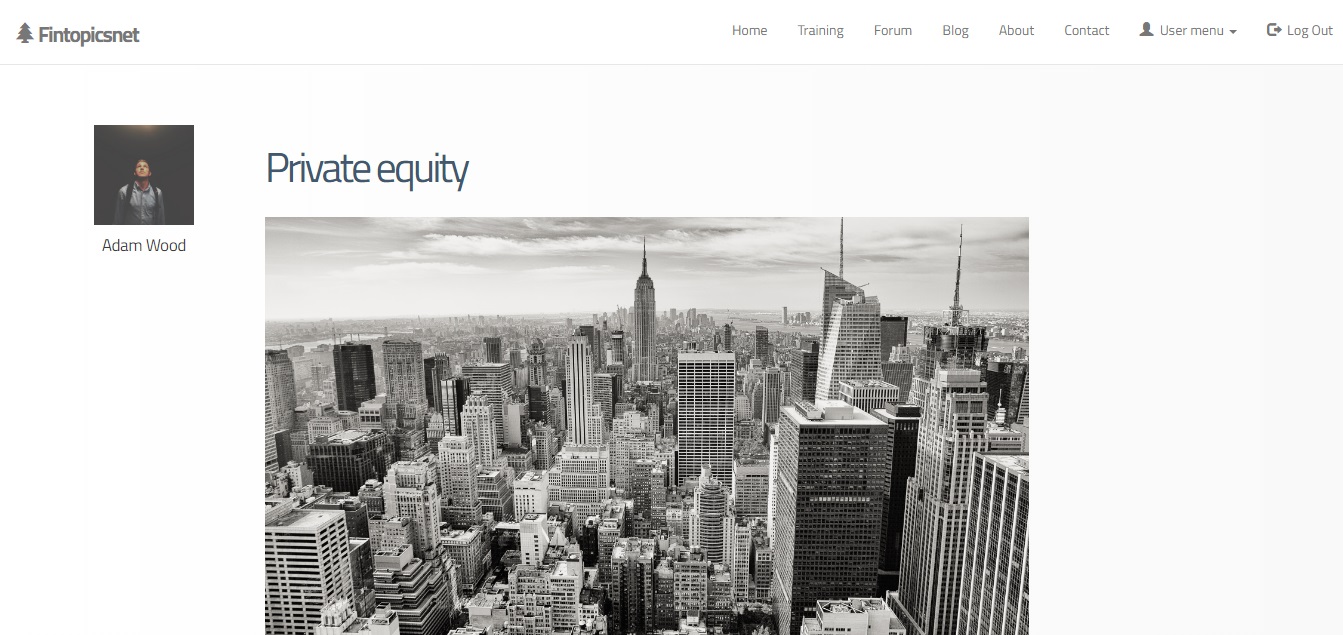 Fintopicsnet
Home Training Forum Blog About Contact User menu Log Out
Adam Wood
Private equity